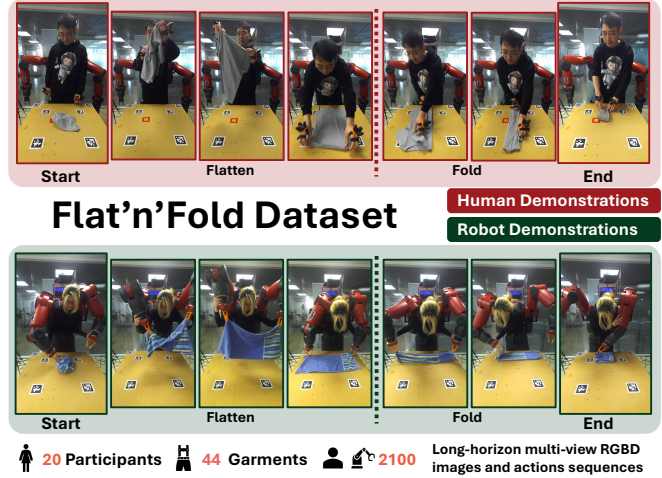 Start
Flatten
Fold
End
Flat'n'Fold Dataset
Human Demonstrations
Robot Demonstrations
Start
Flatten
Fold
End
20 Participants
44 Garments
2100
Long-horizon multi-view RGBD
images and actions sequences